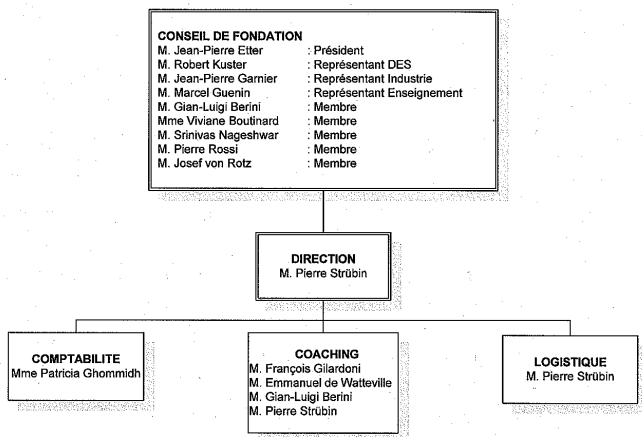 CONSEIL DE FONDATION
M. Jean-Pierre Etter : Président
M. Robert Kuster : Représentant DES
M. Jean-Pierre Garnier : Représentant Industrie
M. Marcel Guenin : Représentant Enseignement
M. Gian-Luigi Berini : Membre
Mme Viviane Boutinard : Membre
M. Srinivas Nageshwar : Membre
M. Pierre Rossi : Membre
M. Josef von Rotz : Membre
DIRECTION
M. Pierre Strübin
COMPTABILITE
Mme Patricia Ghommidh
COACHING
M. François Gilardoni
M. Emmanuel de Watteville
M. Gian-Luigi Berini
M. Pierre Strübin
LOGISTIQUE
M. Pierre Strübin